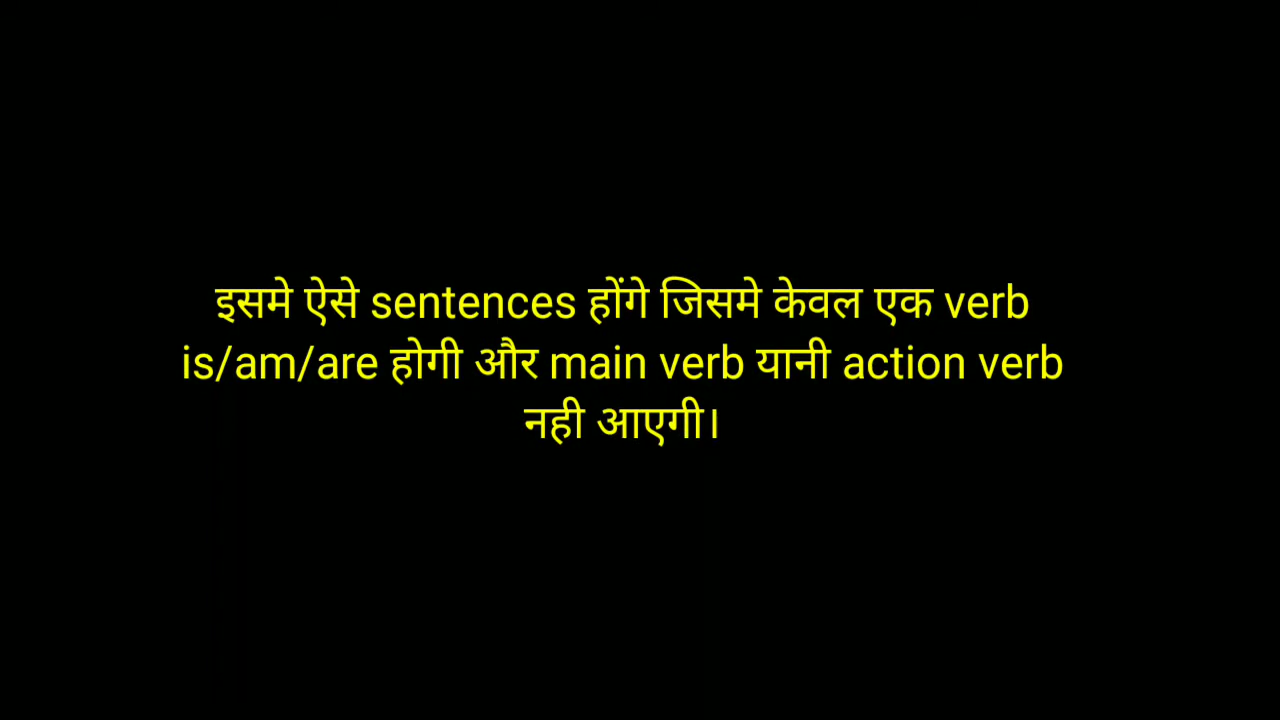 इसमे ऐसे sentences होंगे जिसमे केवल एक verb
is/am/are होगी और main verb यानी action verb
नही आएगी।